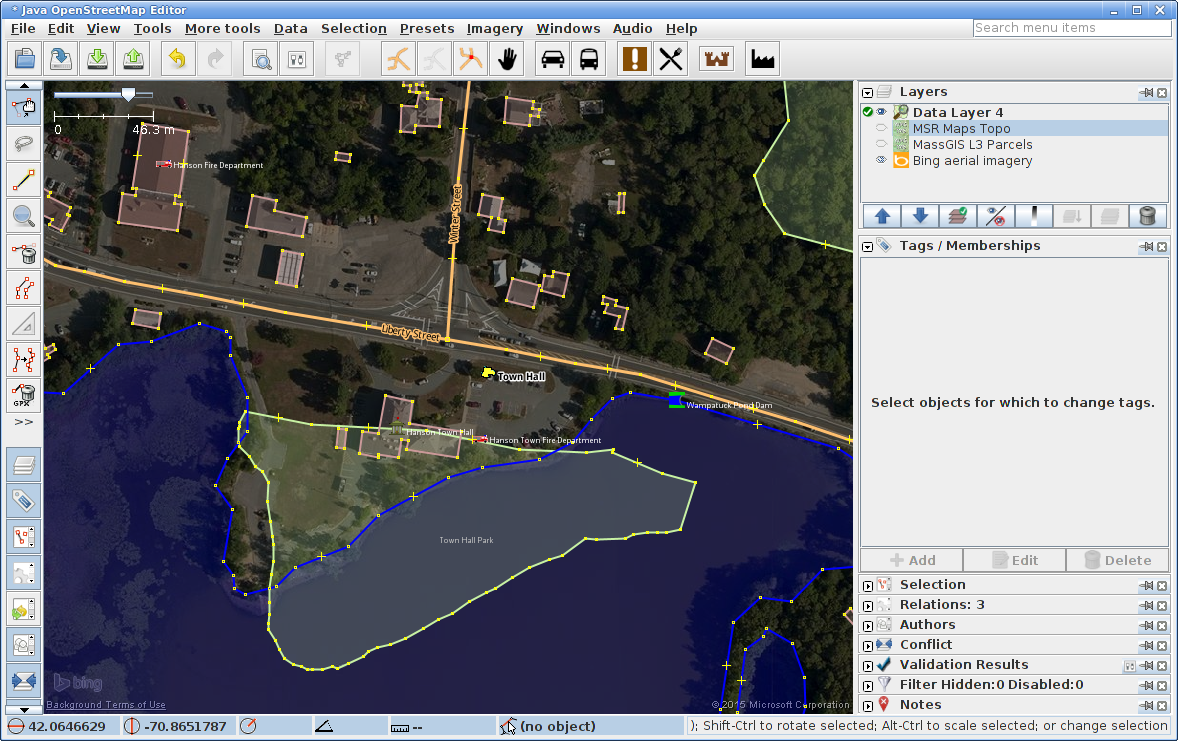 * Java OpenStreetMap Editor
File Edit View Tools More tools Data Selection Presets Imagery Windows Audio Help
Search menu items
0 46.3 m
Hanson Fire Department
Winter Street
Liberty Street
Town Hall
Wampatuck Pond Dam
Hanson Town Hall
Hanson Town Fire Department
Town Hall Park
bing
Background Terms of Use
© 2015 Microsoft Corporation
GPX
>>
Layers
Data Layer 4
MSR Maps Topo
MassGIS L3 Parcels
Bing aerial imagery
Tags / Memberships
Select objects for which to change tags.
Add Edit Delete
Selection
Relations: 3
Authors
Conflict
Validation Results
Filter Hidden:0 Disabled:0
Notes
42.0646629 -70.8651787 -- (no object) ); Shift-Ctrl to rotate selected; Alt-Ctrl to scale selected; or change selection